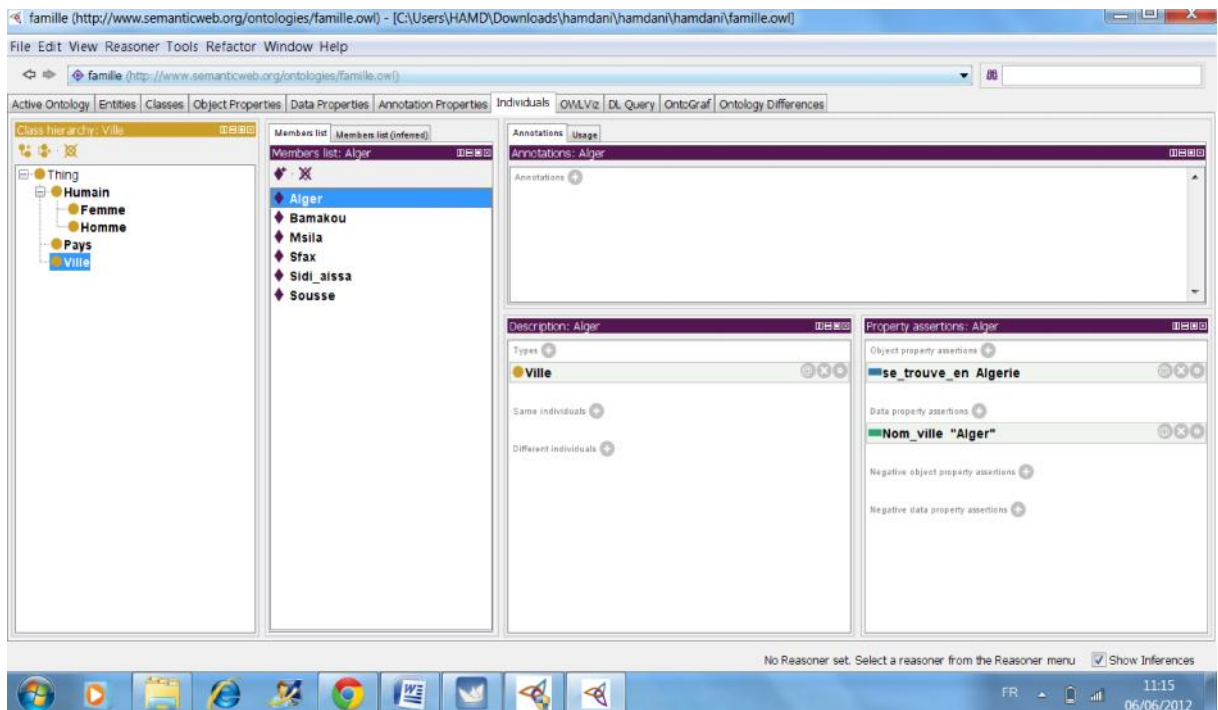 famille (http://www.semanticweb.org/ontologies/famille.owl) - [C:\Users\HAMD\Downloads\hamdani\hamdani\hamdani\famille.owl]
File Edit View Reasoner Tools Refactor Window Help
famille (http://www.semanticweb.org/ontologies/famille.owl)
Active Ontology Entities Classes Object Properties Data Properties Annotation Properties Individuals OWLViz DL Query OntoGraf Ontology Differences
Class hierarchy: Ville
Thing
Humain
Femme
Homme
Pays
Ville
Members list Members list (inferred)
Members list: Alger
Alger
Bamakou
Msila
Sfax
Sidi_aissa
Sousse
Annotations Usage
Annotations: Alger
Annotations
Description: Alger
Types
Ville
Same individuals
Different individuals
Property assertions: Alger
Object property assertions
se_trouve_en Algerie
Data property assertions
Nom_ville "Alger"
Negative object property assertions
Negative data property assertions
No Reasoner set. Select a reasoner from the Reasoner menu Show Inferences
FR
11:15
06/06/2012